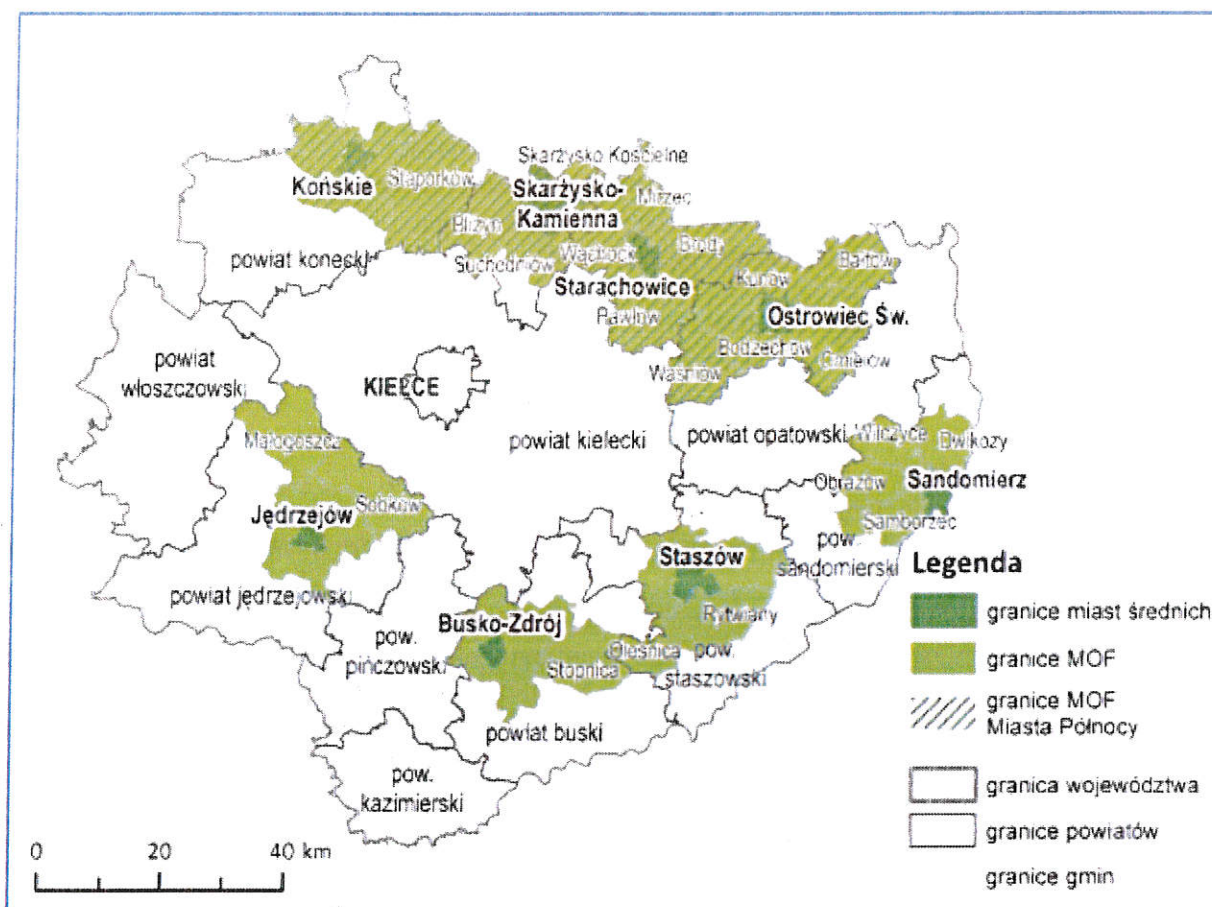 Skarżysko Kościelne
Końskie
Stąporków
Skarżysko-
Kamienna
Mirzec
Bliżyn
Wąchock
Brody
powiat konecki
Suchedniów
Bałtów
Kunów
Starachowice
Ostrowiec Św.
Pawłów
Bodzechów
Ćmielów
powiat
włoszczowski
Waśniów
KIELCE
Małogoszcz
powiat kielecki
powiat opatowski
Wilczyce
Dwikozy
Obrazów
Sandomierz
Sobków
Jędrzejów
Samborzec
Staszów
pow.
sandomierski
powiat jędrzejowski
Rytwiany
Busko-Zdrój
pow.
pińczowski
Oleśnica
Stopnica
pow.
staszowski
powiat buski
pow.
kazimierski
Legenda
granice miast średnich
granice MOF
granice MOF
Miasta Północy
granica województwa
granice powiatów
granice gmin
0 20 40 km